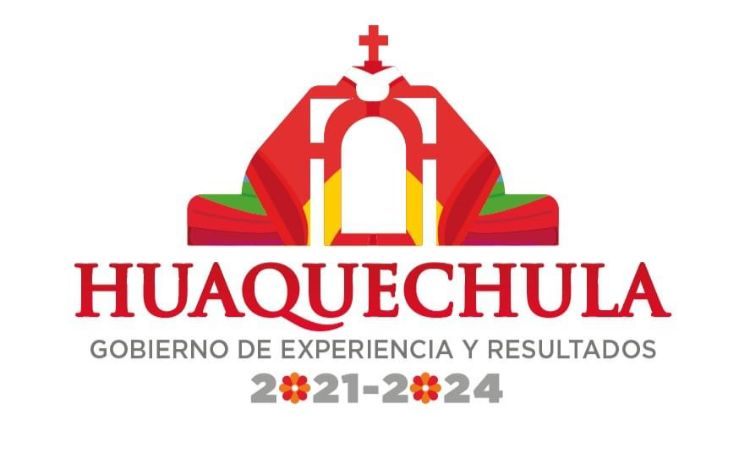 HUAQUECHULA
GOBIERNO DE EXPERIENCIA Y RESULTADOS
2021-2024